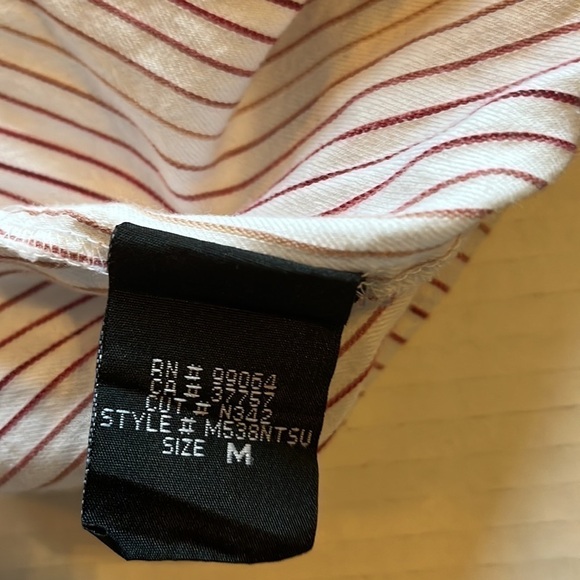 RN # 99064
CA # 37757
CUT # N342
STYLE # M538NTSU
SIZE M